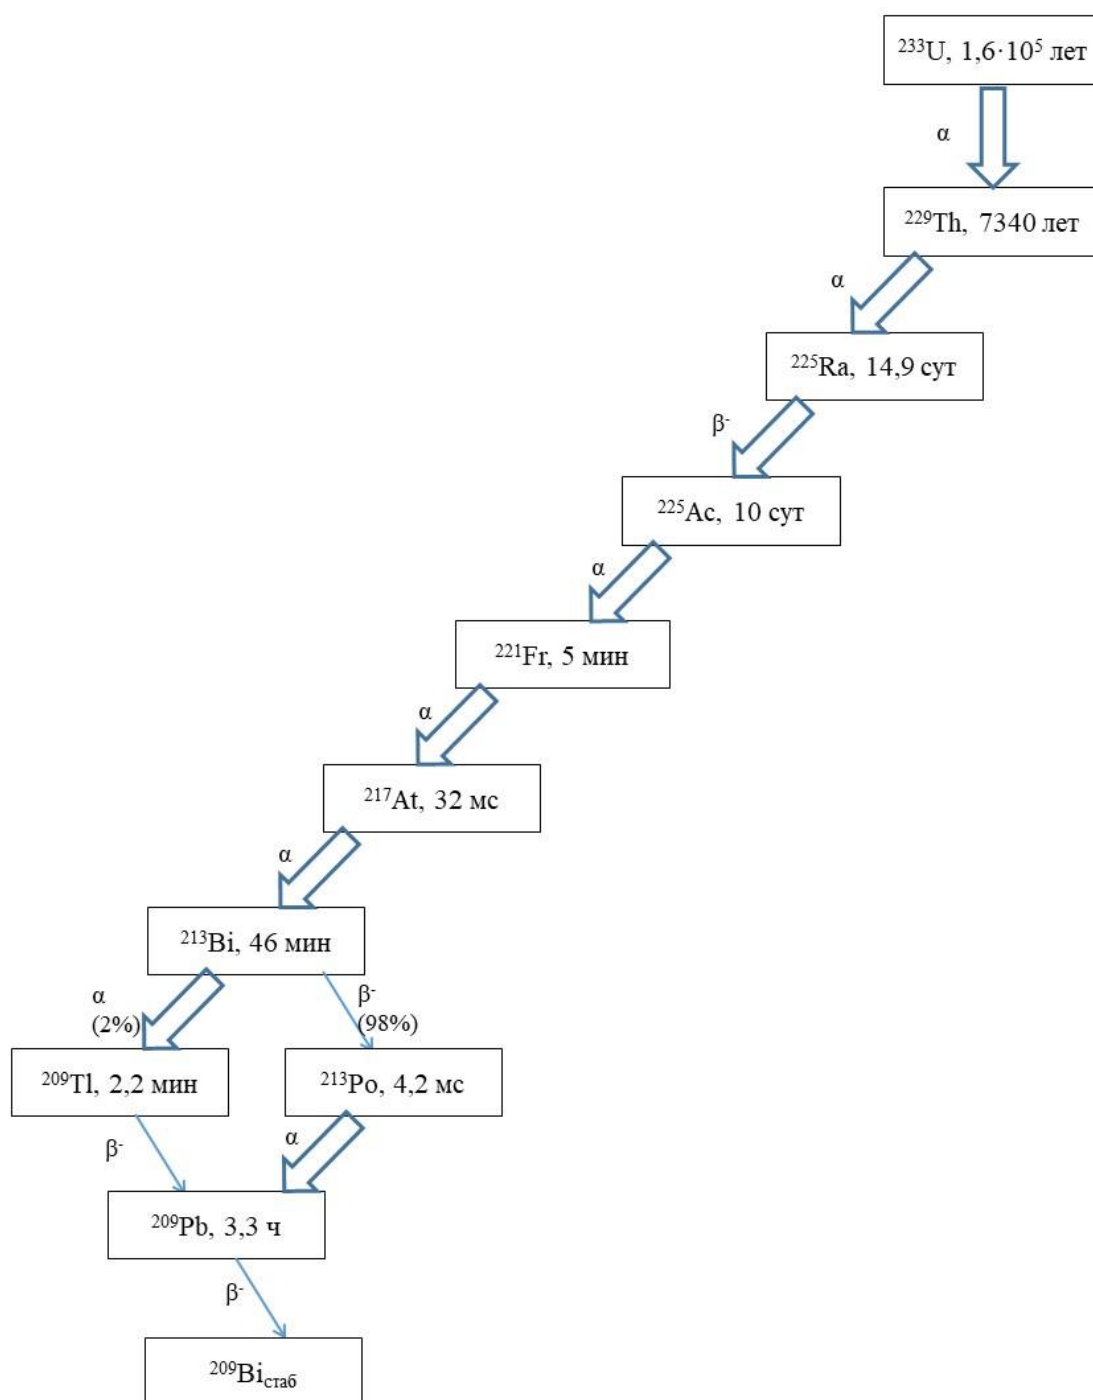 ²³³U, 1,6·10⁵ лет
α
²²⁹Th, 7340 лет
α
²²⁵Ra, 14,9 сут
β⁻
²²⁵Ac, 10 сут
α
²²¹Fr, 5 мин
α
²¹⁷At, 32 мс
α
²¹³Bi, 46 мин
α
(2%)
β⁻
(98%)
²⁰⁹Tl, 2,2 мин
²¹³Po, 4,2 мс
β⁻
α
²⁰⁹Pb, 3,3 ч
β⁻
²⁰⁹Biстаб